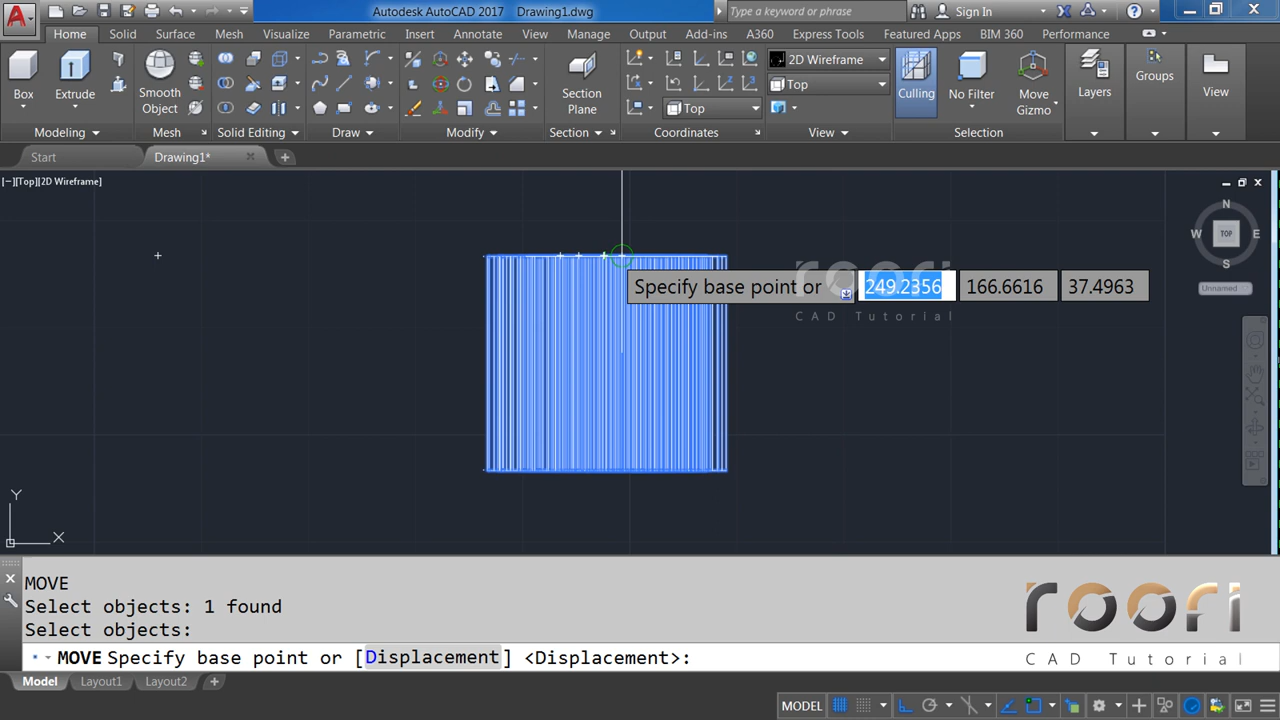 A
Autodesk AutoCAD 2017 Drawing1.dwg
Type a keyword or phrase
Sign In
Home Solid Surface Mesh Visualize Parametric Insert Annotate View Manage Output Add-ins A360 Express Tools Featured Apps BIM 360 Performance
2D Wireframe
Top
Top
Box
Extrude
Smooth
Object
Section
Plane
Culling
No Filter
Move
Gizmo
Layers
Groups
View
Modeling
Mesh
Solid Editing
Draw
Modify
Section
Coordinates
View
Selection
Start
Drawing1*
[−][Top][2D Wireframe]
N
W
TOP
E
S
Unnamed
Specify base point or
249.2356
166.6616
37.4963
roori
CAD Tutorial
Y
X
MOVE
Select objects: 1 found
Select objects:
MOVE Specify base point or [Displacement] <Displacement>:
roori
CAD Tutorial
Model
Layout1
Layout2
MODEL